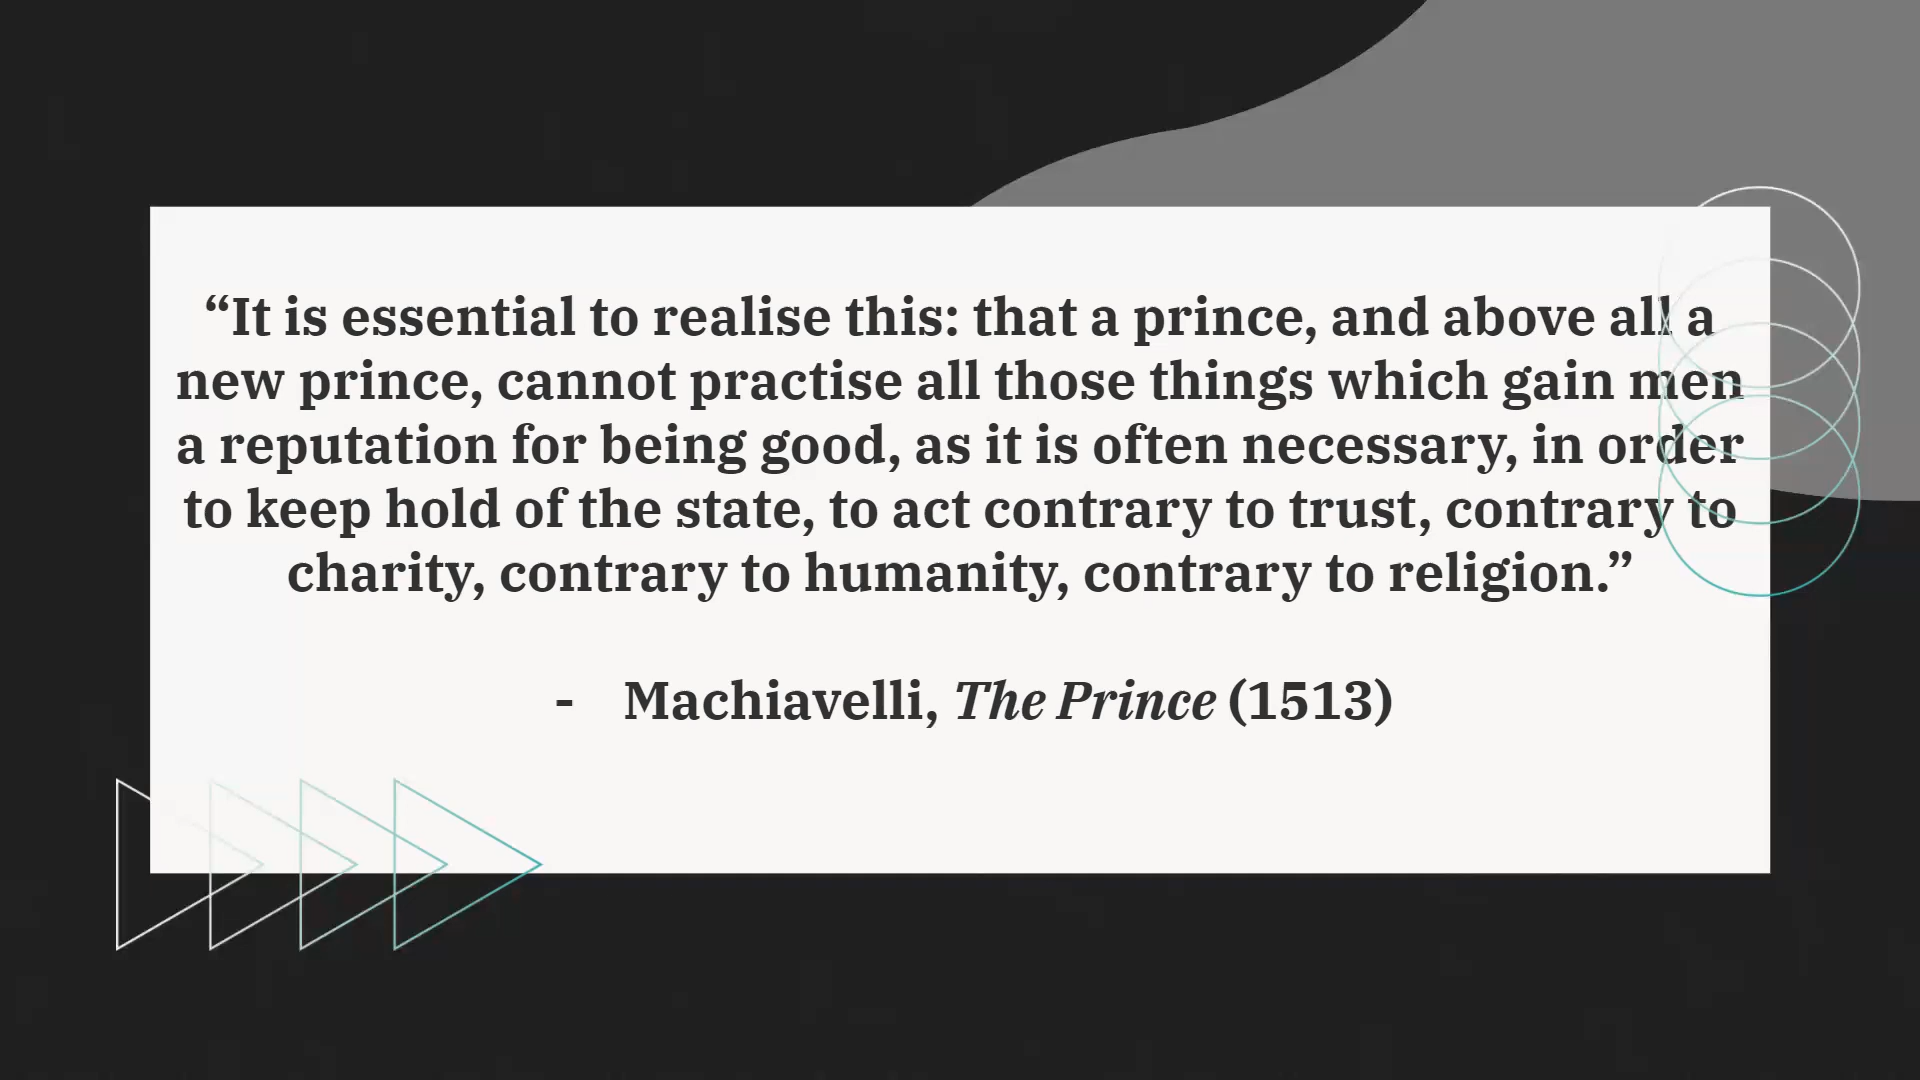 “It is essential to realise this: that a prince, and above all a
new prince, cannot practise all those things which gain men
a reputation for being good, as it is often necessary, in order
to keep hold of the state, to act contrary to trust, contrary to
charity, contrary to humanity, contrary to religion.”
- Machiavelli, The Prince (1513)